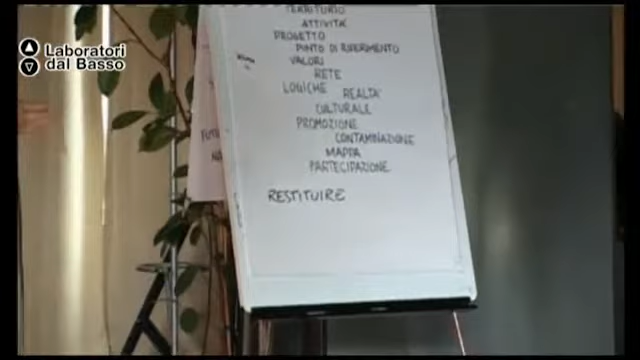 Laboratori
dal Basso
TERRITORIO
ATTIVITA'
PROGETTO
PUNTO DI RIFERIMENTO
VALORI
RETE
LOGICHE REALTA'
CULTURALE
PROMOZIONE
CONTAMINAZIONE
MAPPA
PARTECIPAZIONE
RESTITUIRE